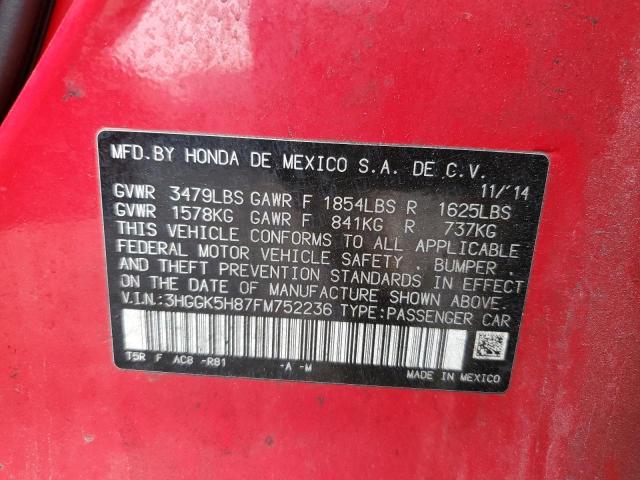 MFD.BY HONDA DE MEXICO S.A. DE C.V.
11/'14
GVWR 3479LBS GAWR F 1854LBS R 1625LBS
GVWR 1578KG GAWR F 841KG R 737KG
THIS VEHICLE CONFORMS TO ALL APPLICABLE
FEDERAL MOTOR VEHICLE SAFETY , BUMPER ,
AND THEFT PREVENTION STANDARDS IN EFFECT
ON THE DATE OF MANUFACTURE SHOWN ABOVE.
V.I.N.:3HGGK5H87FM752236 TYPE:PASSENGER CAR
T5R F AC8 -R81 -A -M
MADE IN MEXICO